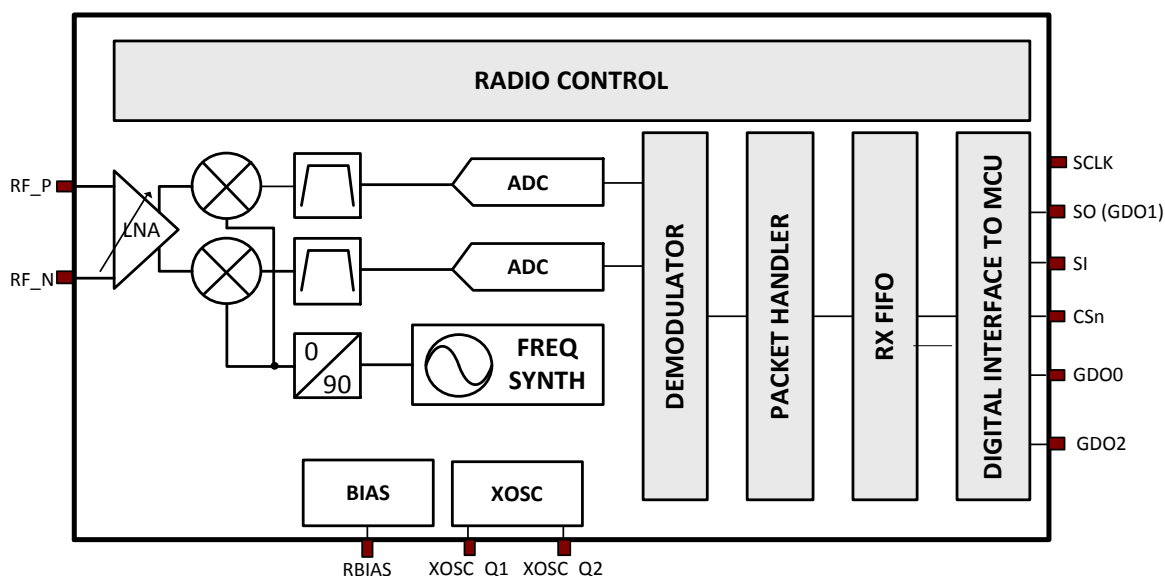 RADIO CONTROL
RF_P
LNA
RF_N
ADC
ADC
0
90
FREQ
SYNTH
DEMODULATOR
PACKET HANDLER
RX FIFO
DIGITAL INTERFACE TO MCU
SCLK
SO (GDO1)
SI
CSn
GDO0
GDO2
BIAS
XOSC
RBIAS
XOSC_Q1
XOSC_Q2